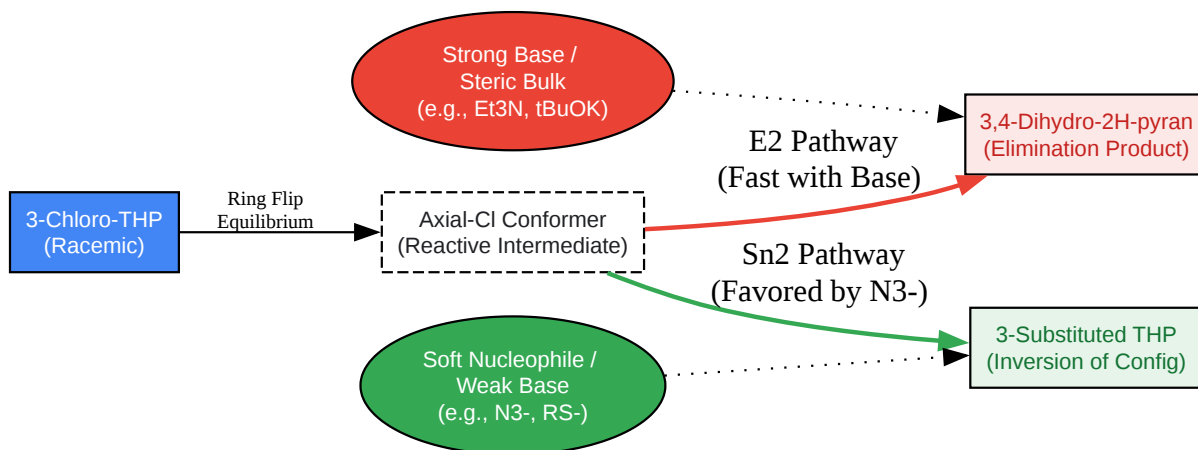 Strong Base /
Steric Bulk
(e.g., Et3N, tBuOK)
3,4-Dihydro-2H-pyran
(Elimination Product)
E2 Pathway
(Fast with Base)
3-Chloro-THP
(Racemic)
Ring Flip
Equilibrium
Axial-Cl Conformer
(Reactive Intermediate)
Sn2 Pathway
(Favored by N3-)
3-Substituted THP
(Inversion of Config)
Soft Nucleophile /
Weak Base
(e.g., N3-, RS-)